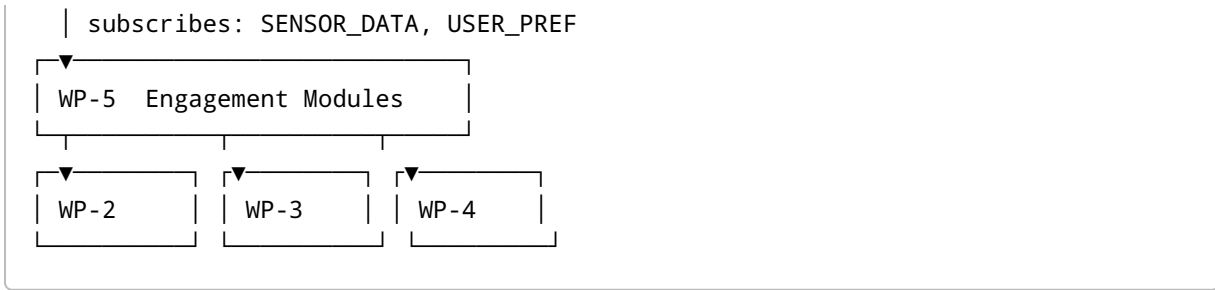 subscribes: SENSOR_DATA, USER_PREF
WP-5 Engagement Modules
WP-2 WP-3 WP-4